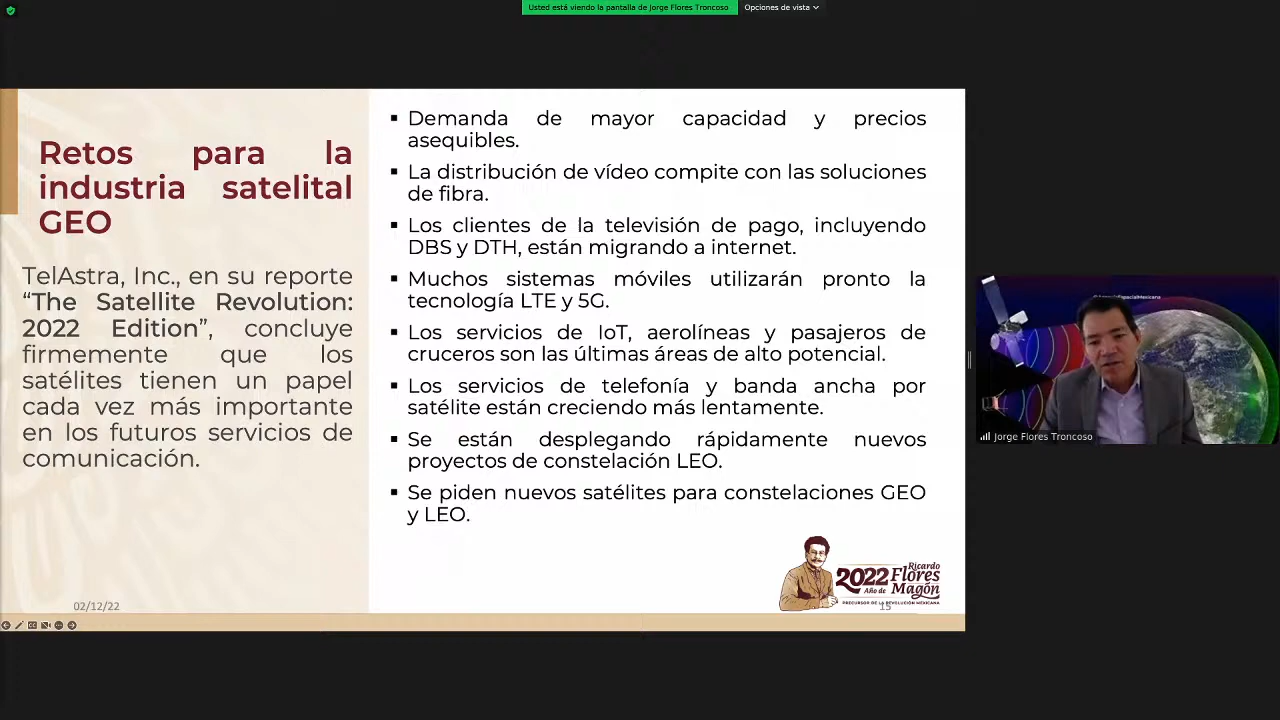 Usted está viendo la pantalla de Jorge Flores Troncoso
Opciones de vista
Retos para la
industria satelital
GEO
TelAstra, Inc., en su reporte
“The Satellite Revolution:
2022 Edition”, concluye
firmemente que los
satélites tienen un papel
cada vez más importante
en los futuros servicios de
comunicación.
02/12/22
▪ Demanda de mayor capacidad y precios
asequibles.
▪ La distribución de vídeo compite con las soluciones
de fibra.
▪ Los clientes de la televisión de pago, incluyendo
DBS y DTH, están migrando a internet.
▪ Muchos sistemas móviles utilizarán pronto la
tecnología LTE y 5G.
▪ Los servicios de IoT, aerolíneas y pasajeros de
cruceros son las últimas áreas de alto potencial.
▪ Los servicios de telefonía y banda ancha por
satélite están creciendo más lentamente.
▪ Se están desplegando rápidamente nuevos
proyectos de constelación LEO.
▪ Se piden nuevos satélites para constelaciones GEO
y LEO.
2022 Ricardo
Año de Flores
Magón
PRECURSOR DE LA REVOLUCIÓN MEXICANA
15
Jorge Flores Troncoso